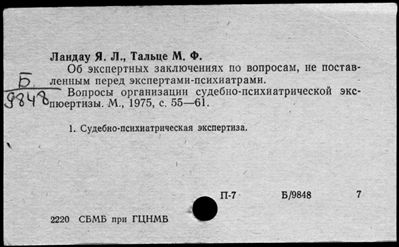 Ландау Я. Л., Тальце М. Ф.
Об экспертных заключениях по вопросам, не постав-
ленным перед экспертами-психиатрами.
Б
9848
Вопросы организации судебно-психиатрической экс-
пюертизы. М., 1975, с. 55—61.
1. Судебно-психиатрическая экспертиза.
П-7 Б/9848 7
2220 СБМБ при ГЦНМБ